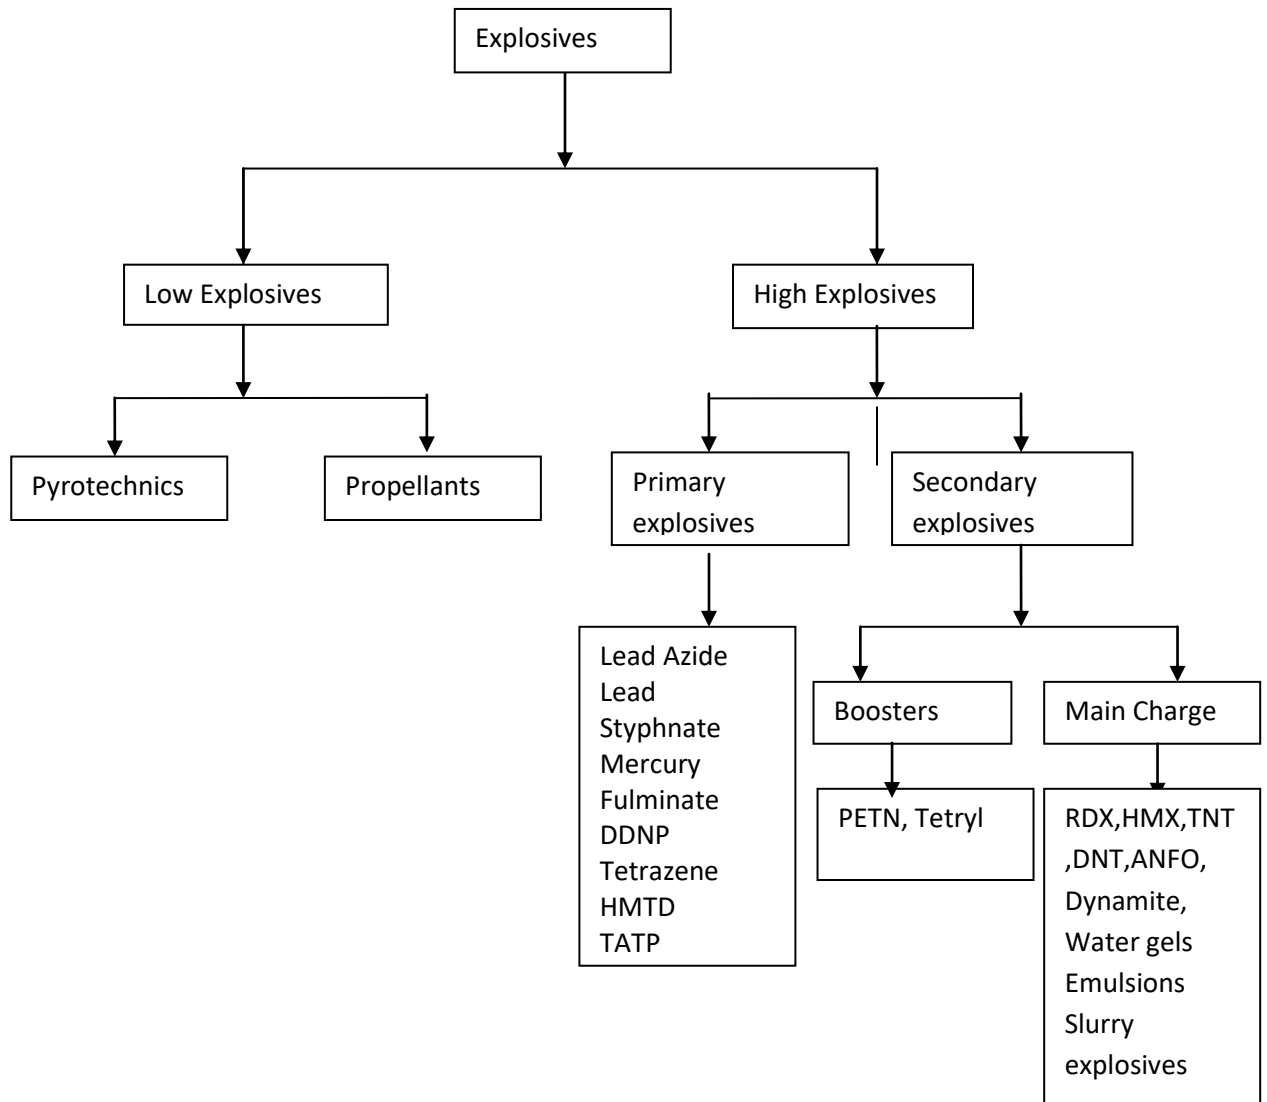 Explosives
Low Explosives
High Explosives
Pyrotechnics
Propellants
Primary
explosives
Secondary
explosives
Lead Azide
Lead
Styphnate
Mercury
Fulminate
DDNP
Tetrazene
HMTD
TATP
Boosters
Main Charge
PETN, Tetryl
RDX,HMX,TNT
,DNT,ANFO,
Dynamite,
Water gels
Emulsions
Slurry
explosives